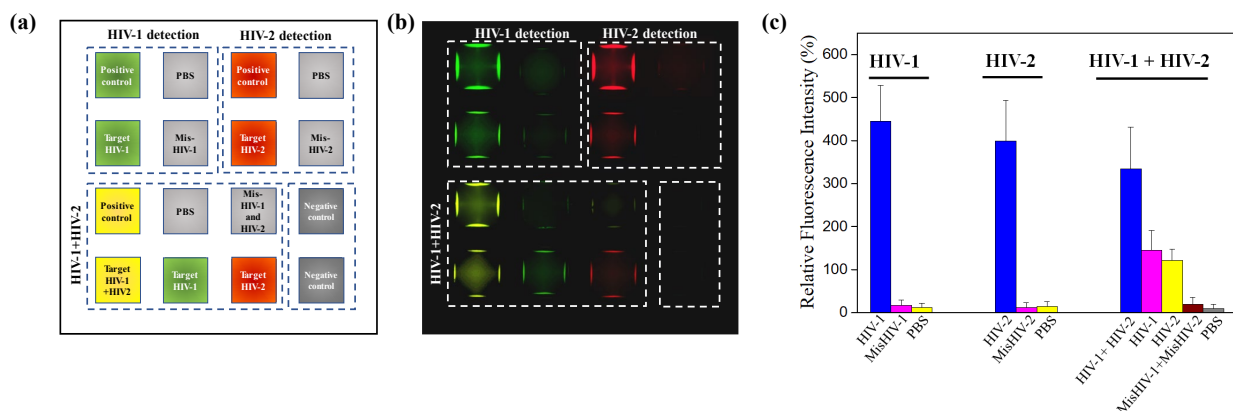 (a)
HIV-1 detection
HIV-2 detection
Positive
control
PBS
Positive
control
PBS
Target
HIV-1
Mis-
HIV-1
Target
HIV-2
Mis-
HIV-2
HIV-1+HIV-2
Positive
control
PBS
Mis-
HIV-1
and
HIV-2
Negative
control
Target
HIV-1
+HIV2
Target
HIV-1
Target
HIV-2
Negative
control
(b)
HIV-1 detection
HIV-2 detection
HIV-1+HIV-2
(c)
Relative Fluorescence Intensity (%)
600
500
400
300
200
100
0
HIV-1
HIV-2
HIV-1 + HIV-2
HIV-1
MisHIV-1
PBS
HIV-2
MisHIV-2
PBS
HIV-1+ HIV-2
HIV-1
HIV-2
MisHIV-1+MisHIV-2
PBS